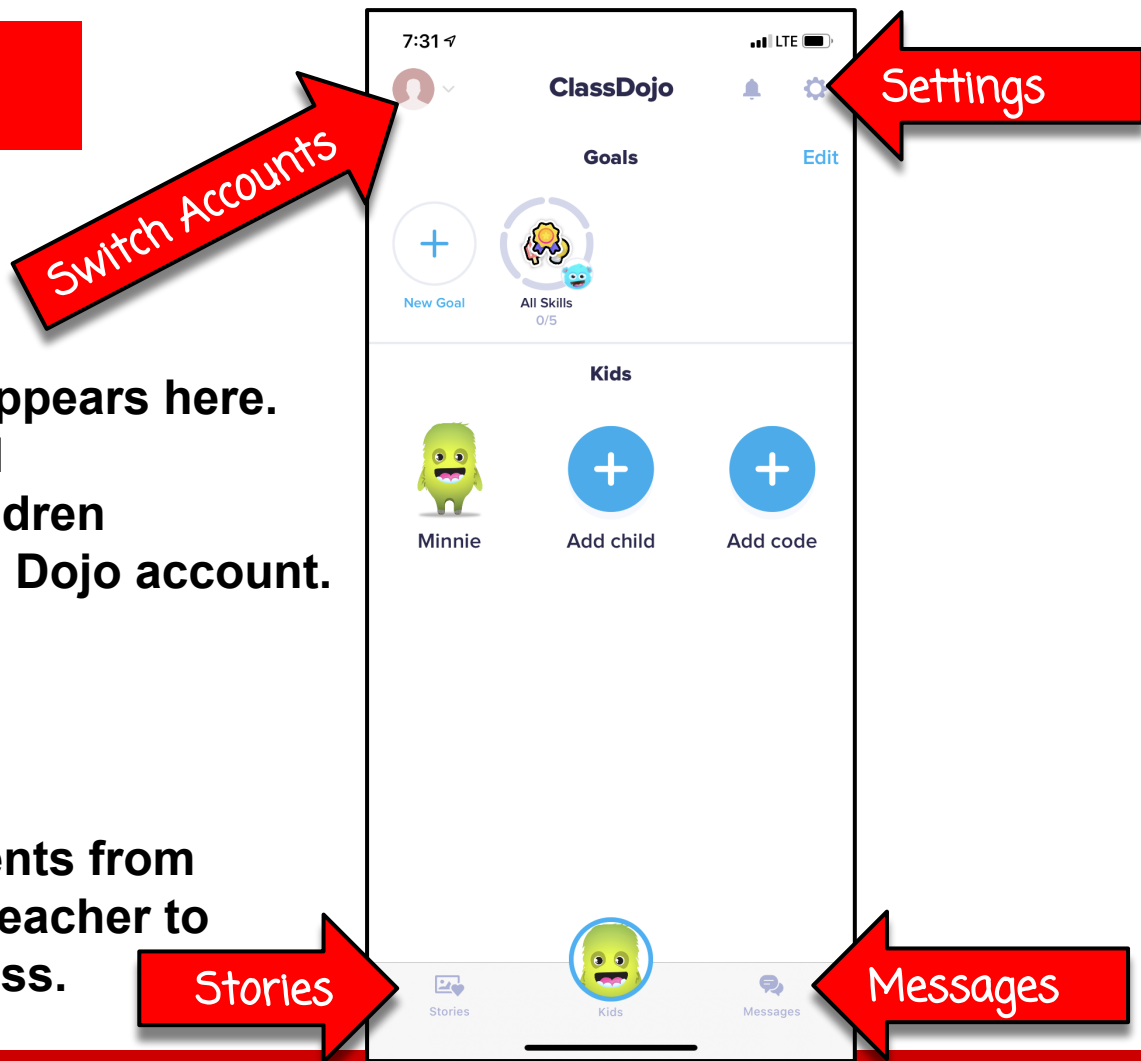 7:31
LTE
ClassDojo
Settings
Switch Accounts
Goals
Edit
New Goal
All Skills
0/5
Kids
Minnie
Add child
Add code
ppears here.
dren
Dojo account.
ents from
eacher to
ss.
Stories
Messages
Stories
Kids
Messages